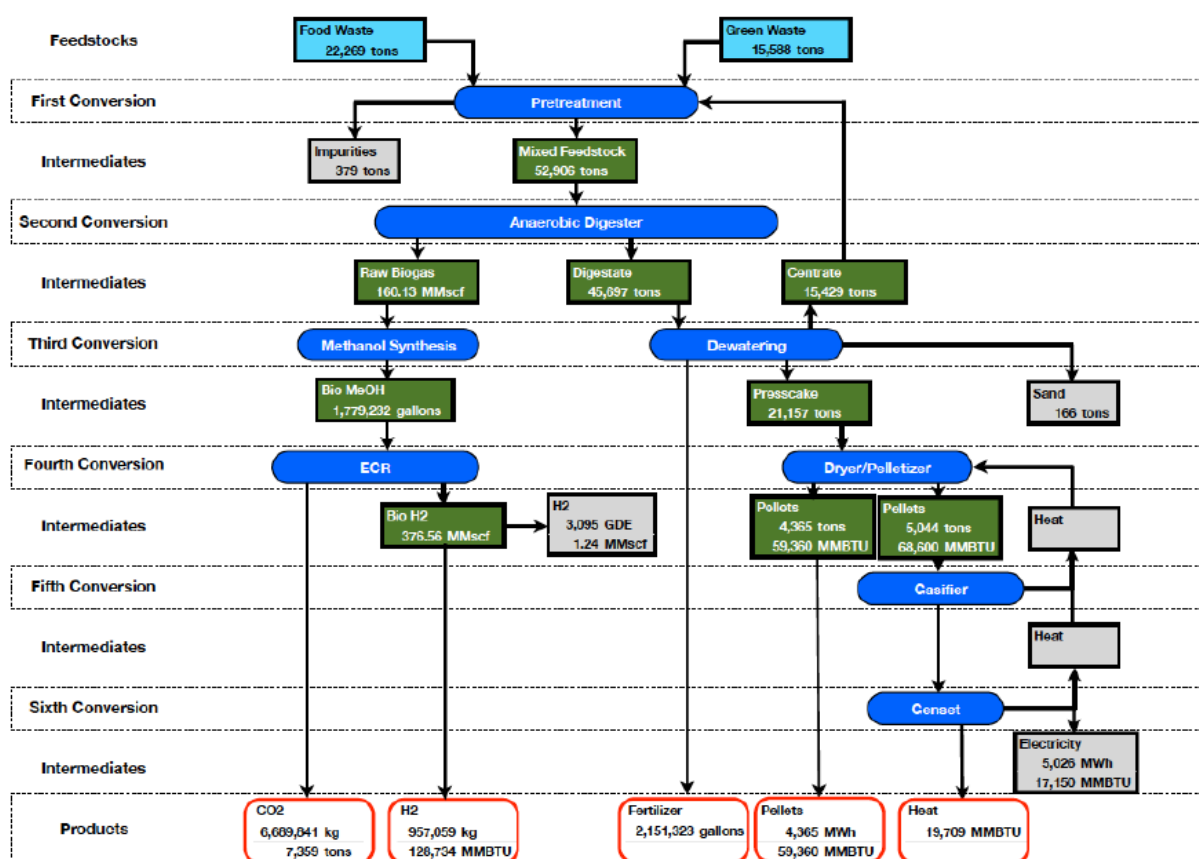 Feedstocks
Food Waste
22,269 tons
Green Waste
15,588 tons
First Conversion
Pretreatment
Intermediates
Impurities
379 tons
Mixed Feedstock
52,906 tons
Second Conversion
Anaerobic Digester
Intermediates
Raw Biogas
160.13 MMscf
Digestate
45,697 tons
Centrate
15,429 tons
Third Conversion
Methanol Synthesis
Dewatering
Intermediates
Bio MeOH
1,779,232 gallons
Presscake
21,157 tons
Sand
166 tons
Fourth Conversion
ECR
Dryer/Pelletizer
Intermediates
Bio H2
376.56 MMscf
H2
3,095 GDE
1.24 MMscf
Pellets
4,365 tons
59,360 MMBTU
Pellets
5,044 tons
68,600 MMBTU
Heat
Fifth Conversion
Gasifier
Intermediates
Heat
Sixth Conversion
Genset
Intermediates
Electricity
5,026 MWh
17,150 MMBTU
Products
CO2
6,689,841 kg
7,359 tons
H2
957,059 kg
128,734 MMBTU
Fertilizer
2,151,323 gallons
Pellets
4,365 MWh
59,360 MMBTU
Heat
19,709 MMBTU